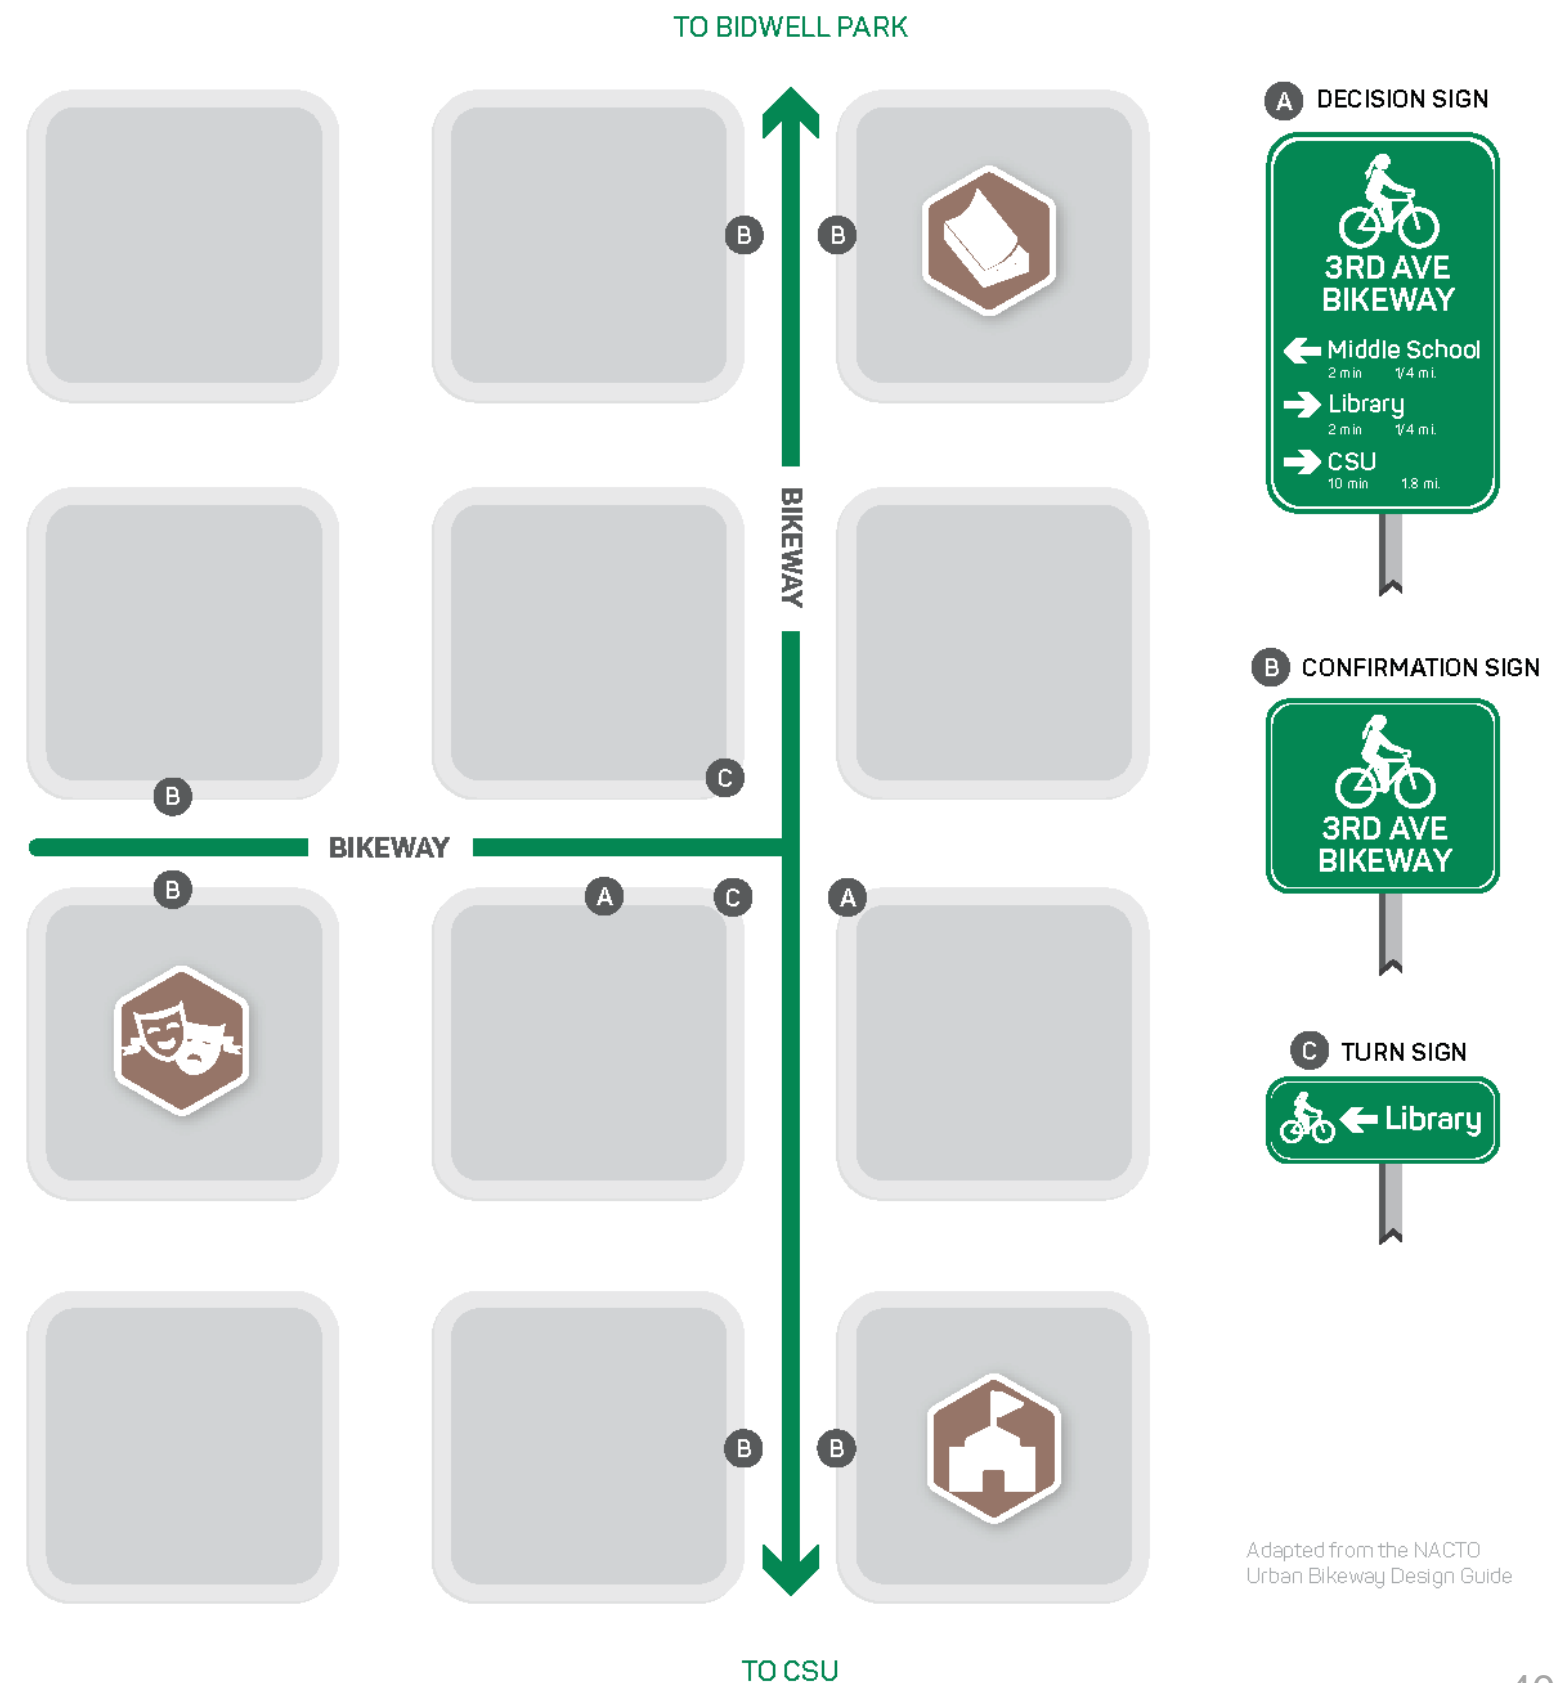 TO BIDWELL PARK
B
B
BIKEWAY
B
C
BIKEWAY
B
A
C
A
B
B
TO CSU
A DECISION SIGN
3RD AVE
BIKEWAY
Middle School
2 min 1/4 mi.
Library
2 min 1/4 mi.
CSU
10 min 1.8 mi.
B CONFIRMATION SIGN
3RD AVE
BIKEWAY
C TURN SIGN
Library
Adapted from the NACTO
Urban Bikeway Design Guide